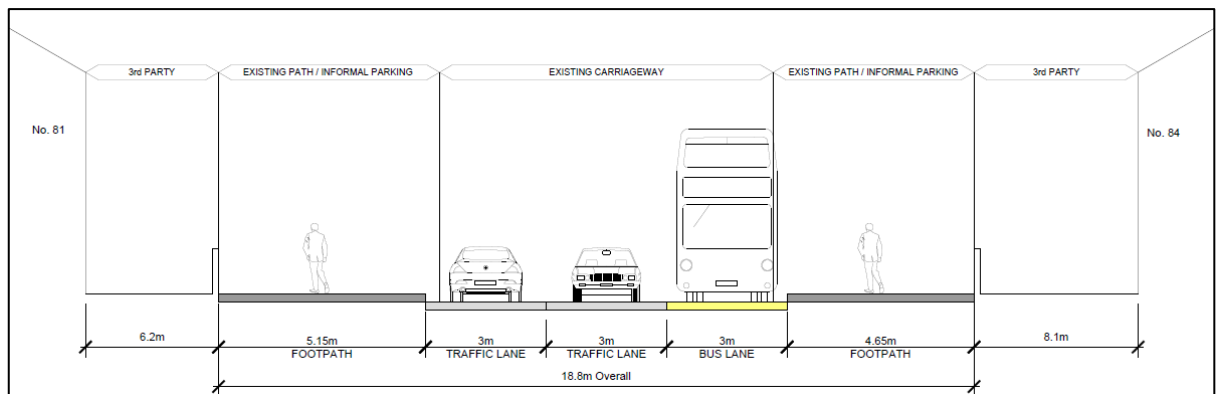 3rd PARTY
EXISTING PATH / INFORMAL PARKING
EXISTING CARRIAGEWAY
EXISTING PATH / INFORMAL PARKING
3rd PARTY
No. 81
No. 84
6.2m
5.15m
FOOTPATH
3m
TRAFFIC LANE
3m
TRAFFIC LANE
3m
BUS LANE
4.65m
FOOTPATH
8.1m
18.8m Overall